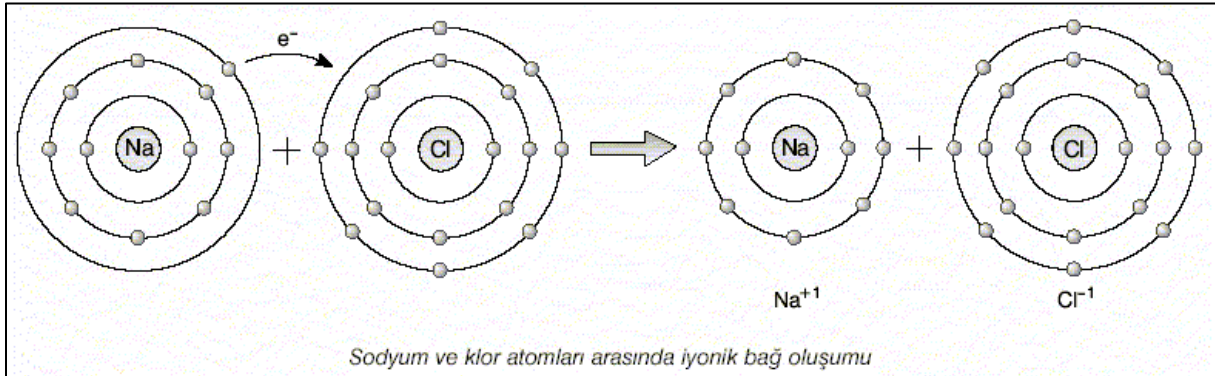 e⁻
Na + Cl Na + Cl
Na⁺¹ Cl⁻¹
Sodyum ve klor atomları arasında iyonik bağ oluşumu